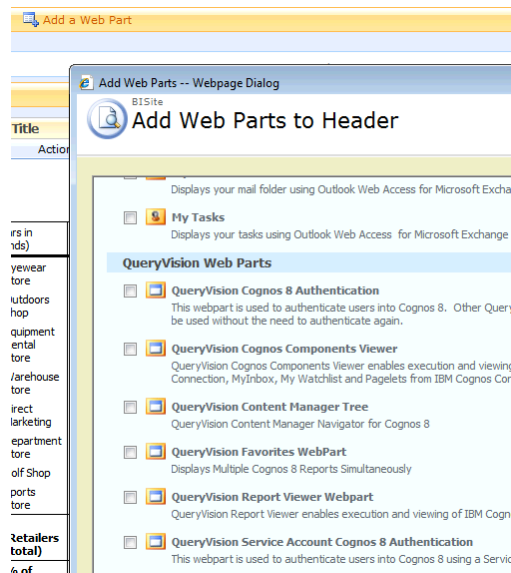 Add a Web Part
Add Web Parts -- Webpage Dialog
BISite
Add Web Parts to Header
Title
Displays your mail folder using Outlook Web Access for Microsoft
My Tasks
Displays your tasks using Outlook Web Access for Microsoft Exchange
QueryVision Web Parts
QueryVision Cognos 8 Authentication
This webpart is used to authenticate users into Cognos 8. Other
be used without the need to authenticate again.
QueryVision Cognos Components Viewer
QueryVision Cognos Components Viewer enables execution and
Connection, MyInbox, My Watchlist and Pagelets from IBM Cognos
QueryVision Content Manager Tree
QueryVision Content Manager Navigator for Cognos 8
QueryVision Favorites WebPart
Displays Multiple Cognos 8 Reports Simultaneously
QueryVision Report Viewer Webpart
QueryVision Report Viewer enables execution and viewing of IBM
QueryVision Service Account Cognos 8 Authentication
This webpart is used to authenticate users into Cognos 8 using a
rs in
nds)
yewear
tore
utdoors
hop
quipment
ental
tore
arehouse
tore
irect
arketing
epartment
tore
olf Shop
ports
tore
Retailers
total)
% of